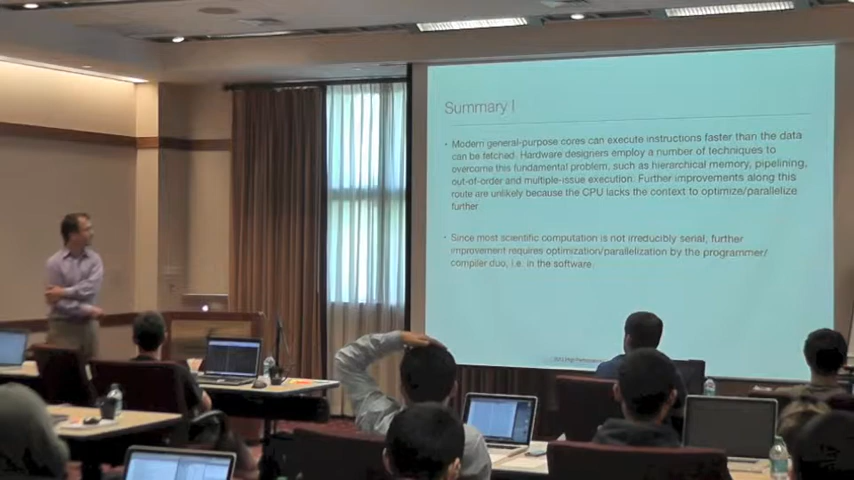 Summary I
• Modern general-purpose cores can execute instructions faster than the data
can be fetched. Hardware designers employ a number of techniques to
overcome this fundamental problem, such as hierarchical memory, pipelining,
out-of-order and multiple-issue execution. Further improvements along this
route are unlikely because the CPU lacks the context to optimize/parallelize
further
• Since most scientific computation is not irreducibly serial, further
improvement requires optimization/parallelization by the programmer/
compiler duo, i.e. in the software.